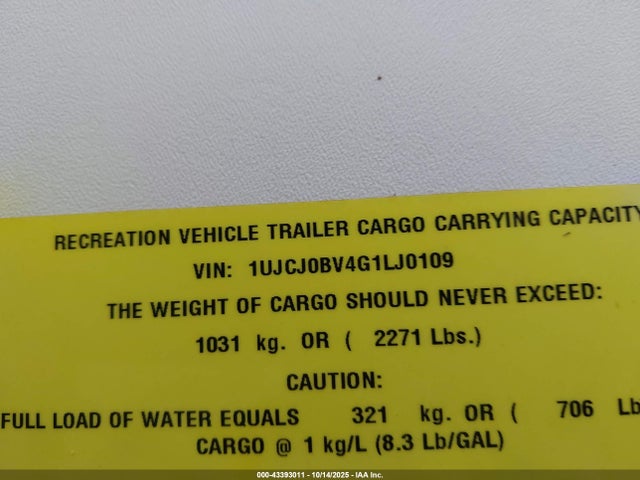 RECREATION VEHICLE TRAILER CARGO CARRYING CAPACITY
VIN: 1UJCJ0BV4G1LJ0109
THE WEIGHT OF CARGO SHOULD NEVER EXCEED:
1031 kg. OR ( 2271 Lbs.)
CAUTION:
FULL LOAD OF WATER EQUALS 321 kg. OR ( 706 Lb
CARGO @ 1 kg/L (8.3 Lb/GAL)
000-43393011 - 10/14/2025 - IAA Inc.